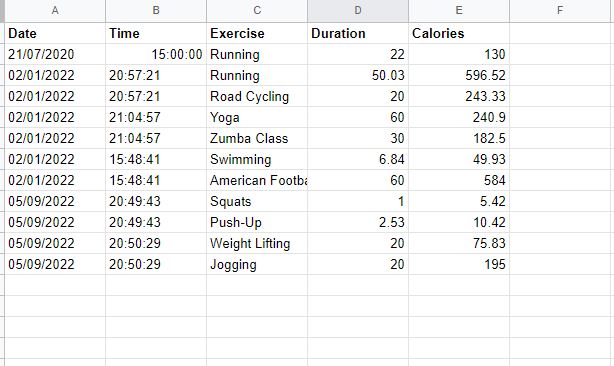 A B C D E F
Date Time Exercise Duration Calories
21/07/2020 15:00:00 Running 22 130
02/01/2022 20:57:21 Running 50.03 596.52
02/01/2022 20:57:21 Road Cycling 20 243.33
02/01/2022 21:04:57 Yoga 60 240.9
02/01/2022 21:04:57 Zumba Class 30 182.5
02/01/2022 15:48:41 Swimming 6.84 49.93
02/01/2022 15:48:41 American Footba 60 584
05/09/2022 20:49:43 Squats 1 5.42
05/09/2022 20:49:43 Push-Up 2.53 10.42
05/09/2022 20:50:29 Weight Lifting 20 75.83
05/09/2022 20:50:29 Jogging 20 195